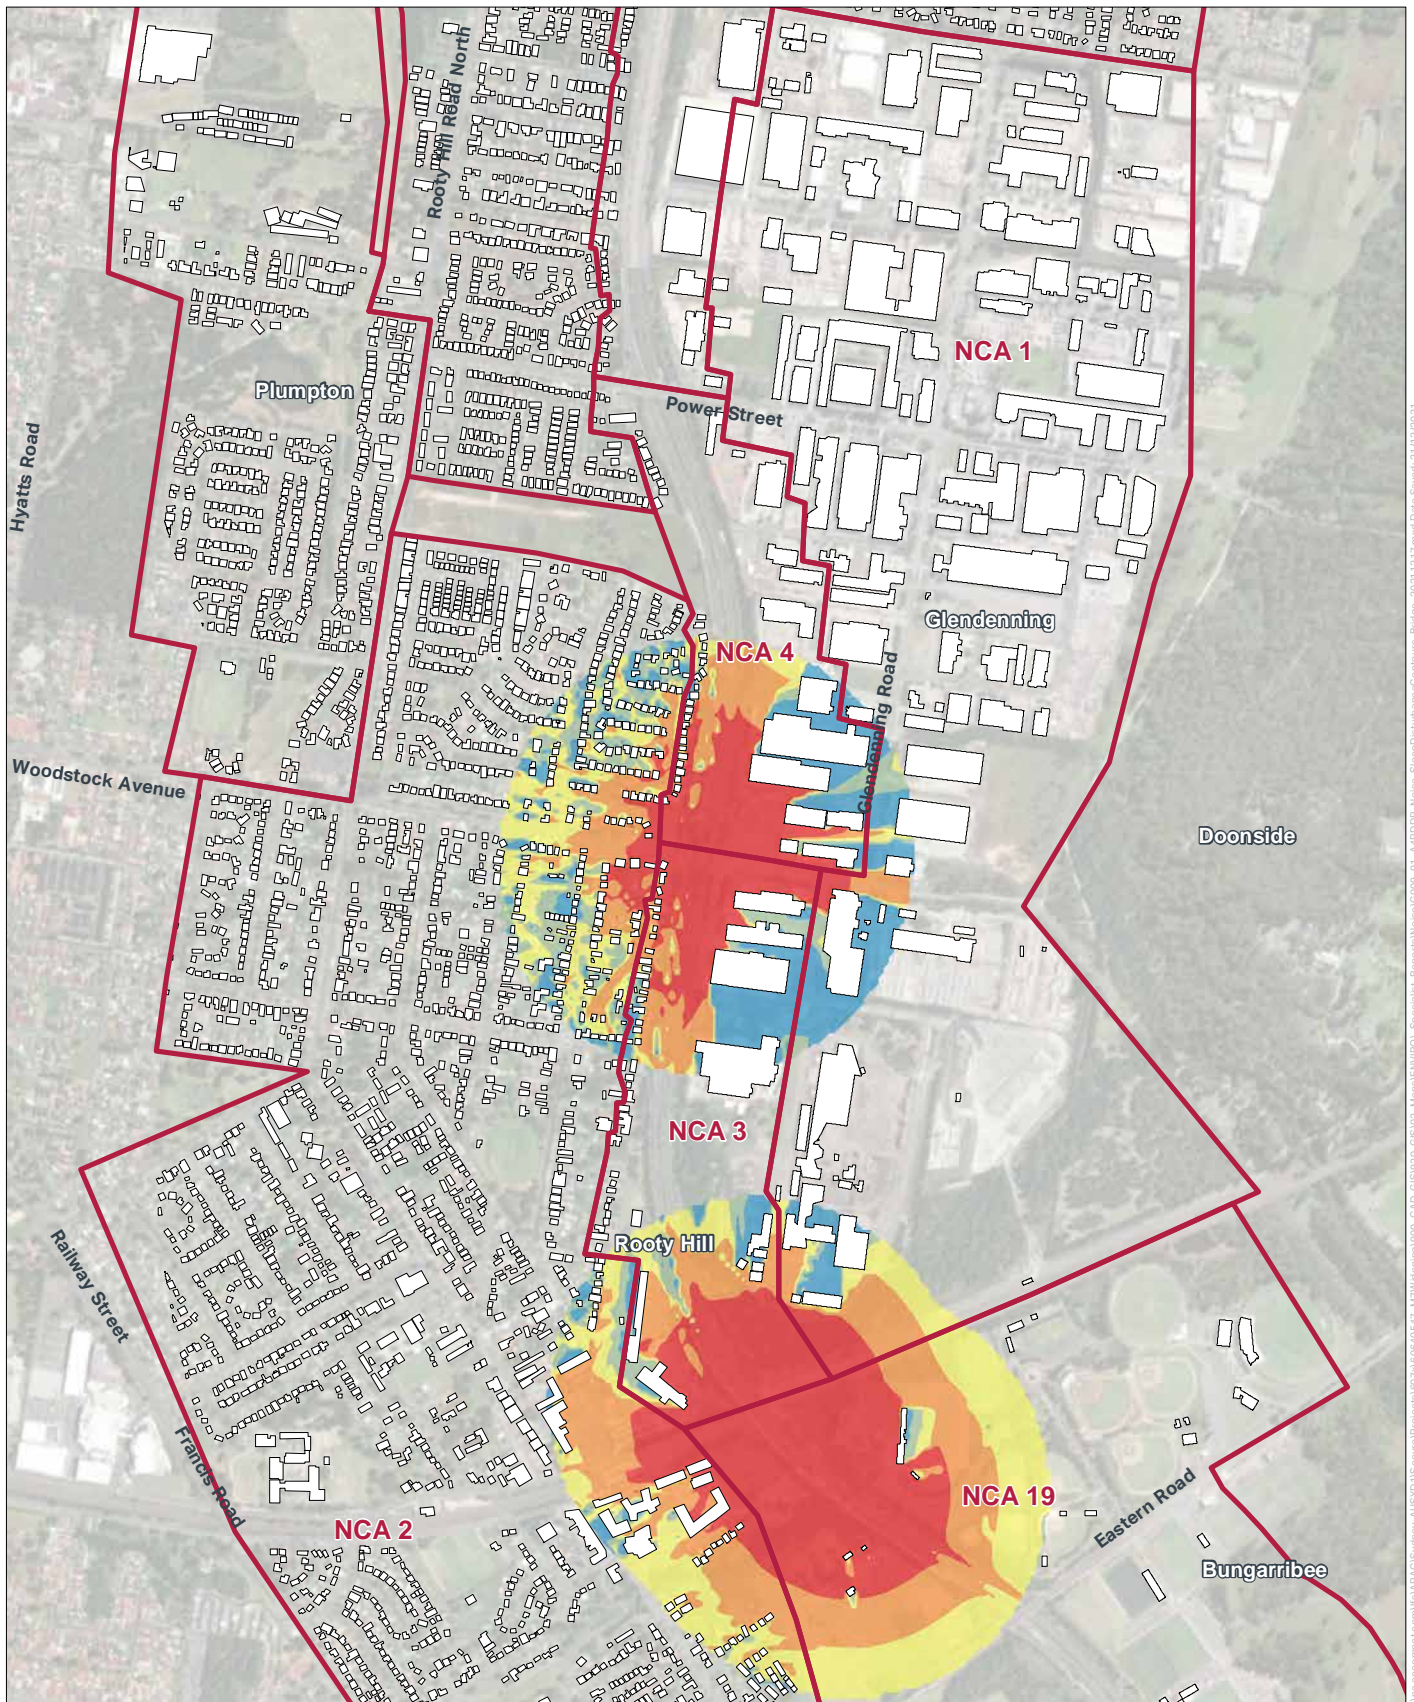 Rooty Hill Road North
NCA 1
Plumpton
Power Street
Hyatts Road
Glendenning
NCA 4
Glendenning Road
Woodstock Avenue
Doonside
NCA 3
Rooty Hill
Railway Street
Francis Road
NCA 19
NCA 2
Eastern Road
Bungarribee